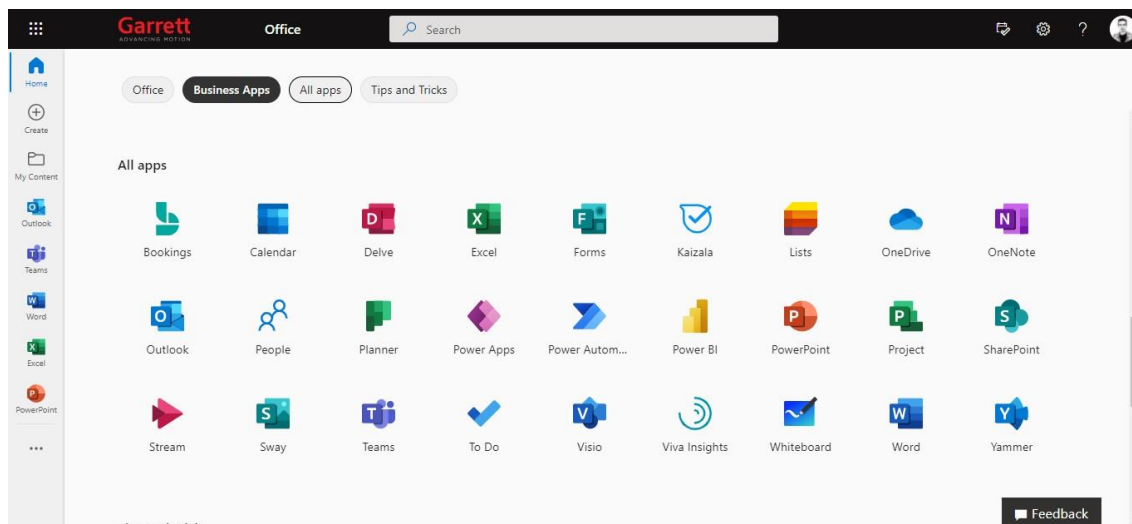 Garrett
ADVANCING MOTION
Office
Search
?
Home
Create
My Content
Outlook
Teams
Word
Excel
PowerPoint
...
Office
Business Apps
All apps
Tips and Tricks
All apps
Bookings
Calendar
Delve
Excel
Forms
Kaizala
Lists
OneDrive
OneNote
Outlook
People
Planner
Power Apps
Power Autom...
Power BI
PowerPoint
Project
SharePoint
Stream
Sway
Teams
To Do
Visio
Viva Insights
Whiteboard
Word
Yammer
Feedback